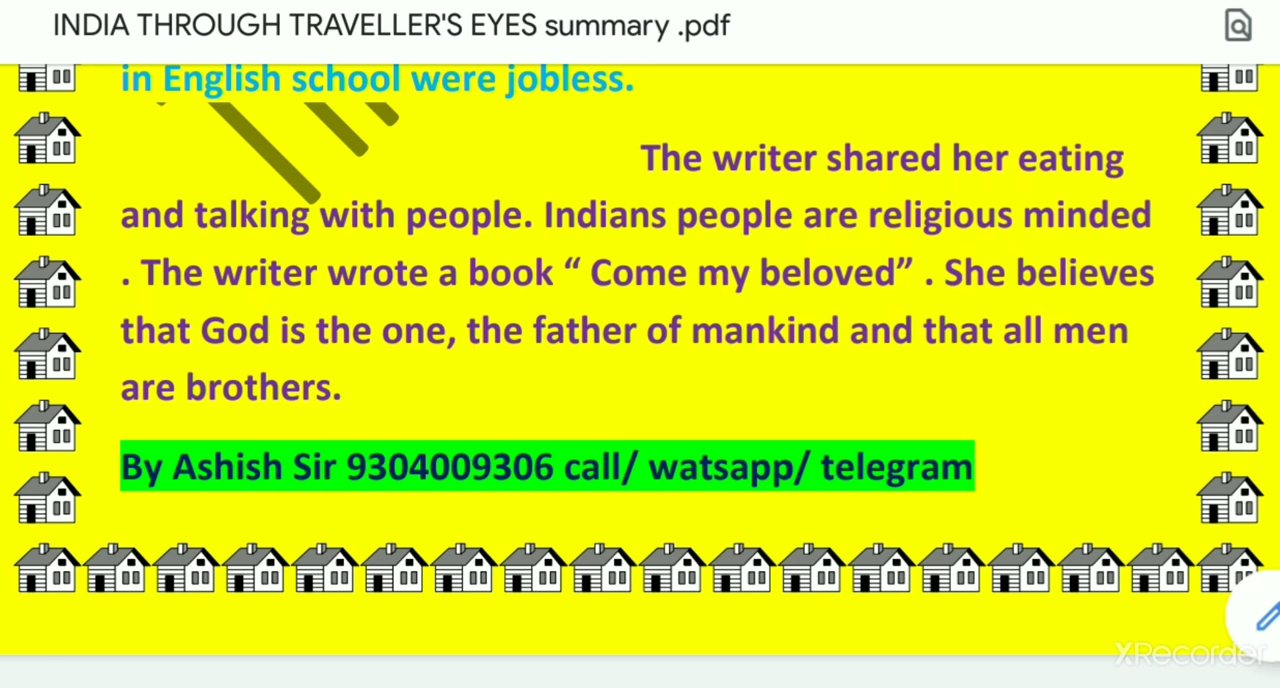 INDIA THROUGH TRAVELLER'S EYES summary .pdf
in English school were jobless.
The writer shared her eating
and talking with people. Indians people are religious minded
. The writer wrote a book “ Come my beloved” . She believes
that God is the one, the father of mankind and that all men
are brothers.
By Ashish Sir 9304009306 call/ watsapp/ telegram
XRecorder